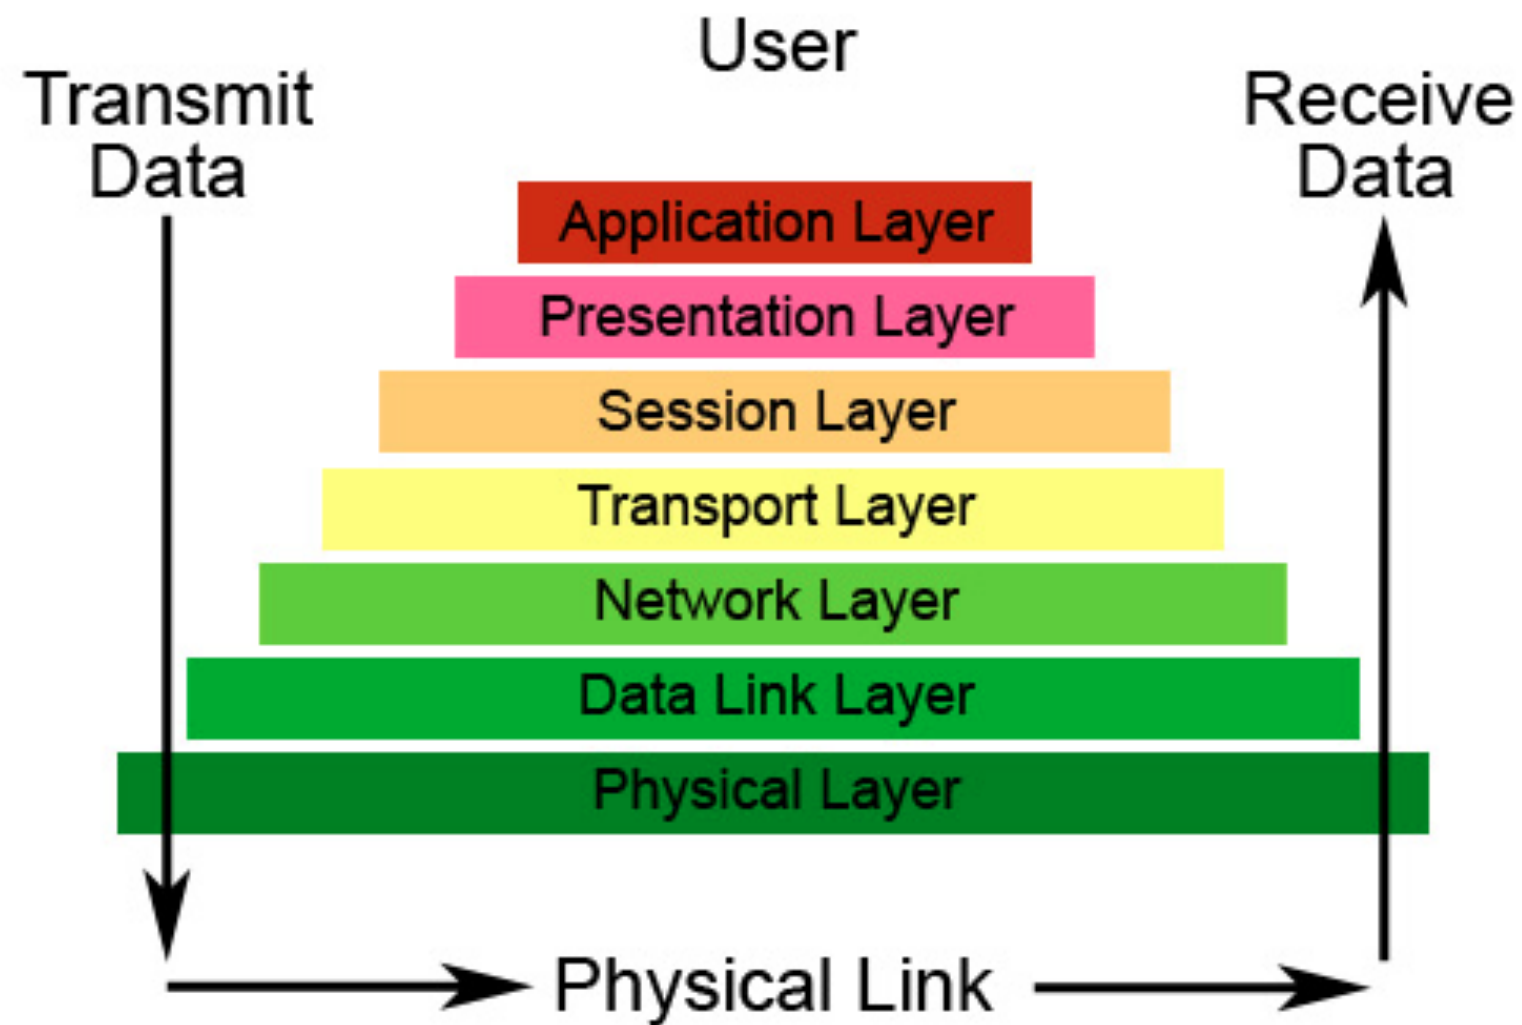 User
Transmit
Data
Receive
Data
Application Layer
Presentation Layer
Session Layer
Transport Layer
Network Layer
Data Link Layer
Physical Layer
Physical Link